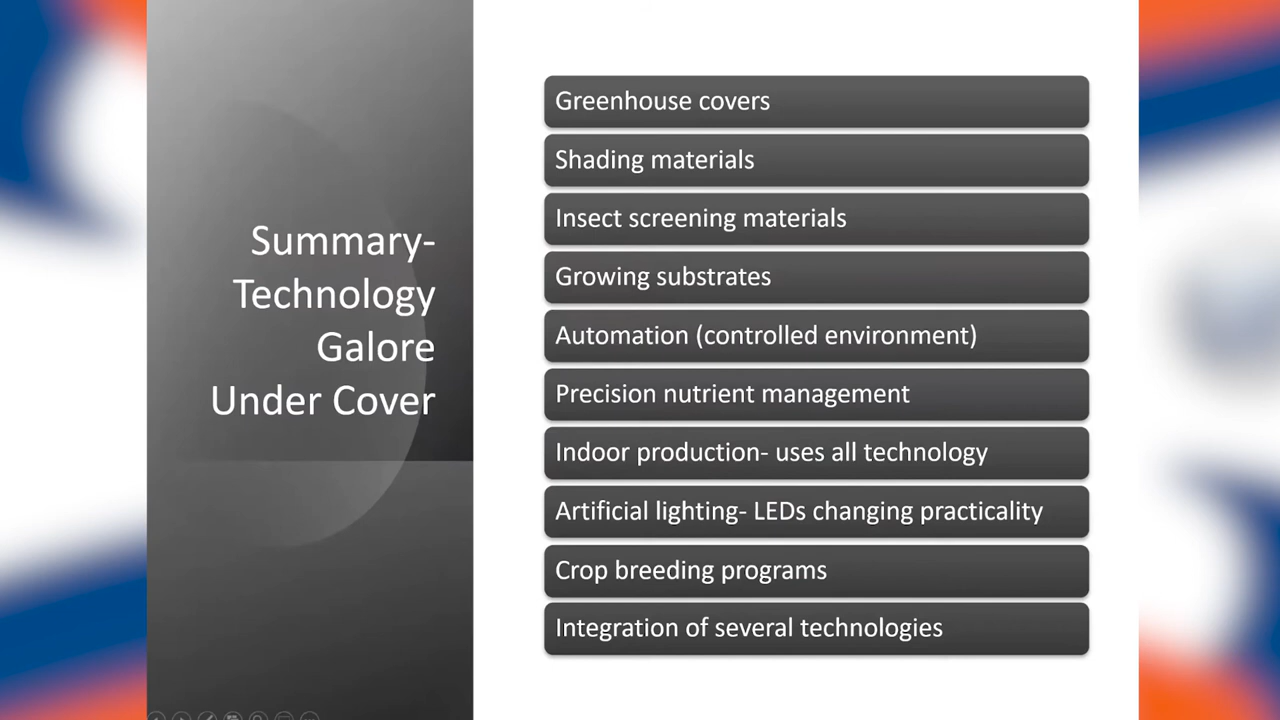 Summary-
Technology
Galore
Under Cover
Greenhouse covers
Shading materials
Insect screening materials
Growing substrates
Automation (controlled environment)
Precision nutrient management
Indoor production- uses all technology
Artificial lighting- LEDs changing practicality
Crop breeding programs
Integration of several technologies